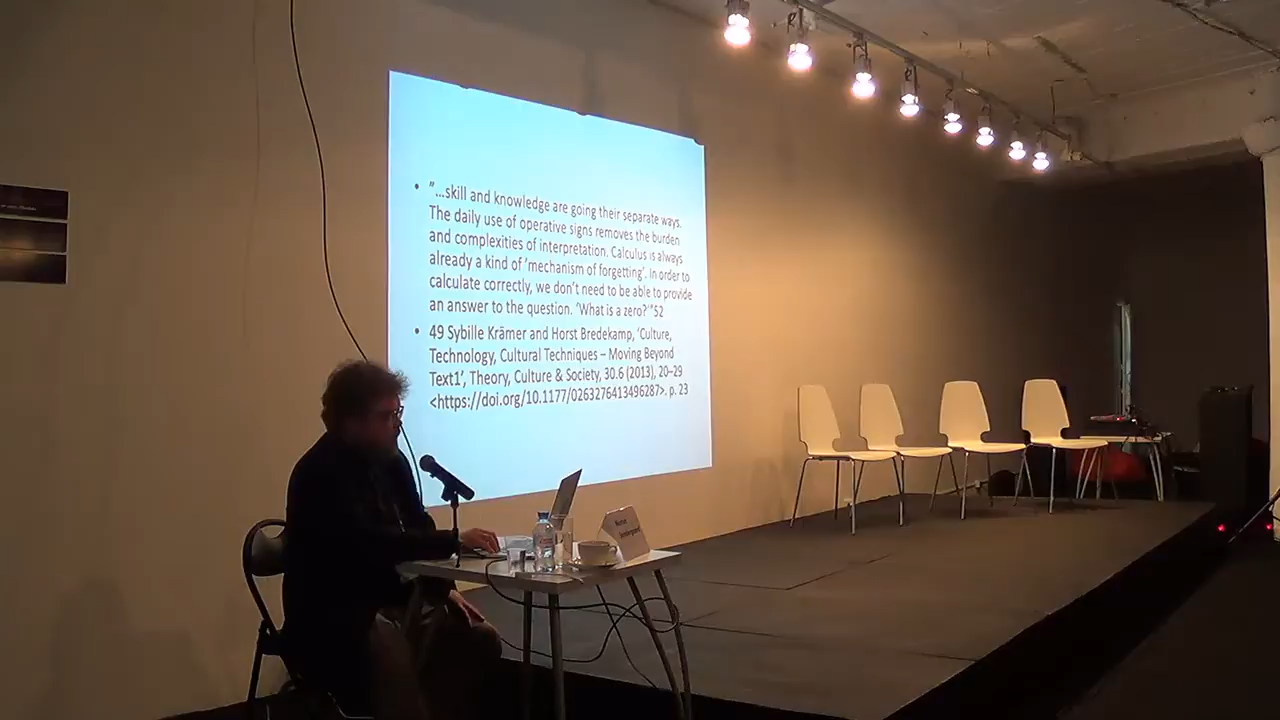 • "…skill and knowledge are going their separate ways.
The daily use of operative signs removes the burden
and complexities of interpretation. Calculus is always
already a kind of 'mechanism of forgetting'. In order to
calculate correctly, we don't need to be able to provide
an answer to the question. 'What is a zero?'"52
• 49 Sybille Krämer and Horst Bredekamp, 'Culture,
Technology, Cultural Techniques – Moving Beyond
Text1', Theory, Culture & Society, 30.6 (2013), 20–29
<https://doi.org/10.1177/0263276413496287>. p. 23